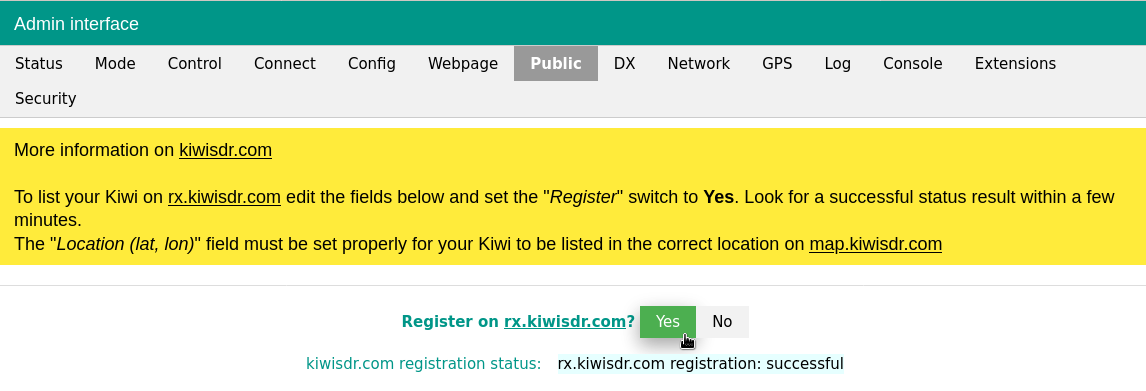 Admin interface
Status Mode Control Connect Config Webpage Public DX Network GPS Log Console Extensions
Security
More information on kiwisdr.com
To list your Kiwi on rx.kiwisdr.com edit the fields below and set the "Register" switch to Yes. Look for a successful status result within a few
minutes.
The "Location (lat, lon)" field must be set properly for your Kiwi to be listed in the correct location on map.kiwisdr.com
Register on rx.kiwisdr.com? Yes No
kiwisdr.com registration status: rx.kiwisdr.com registration: successful